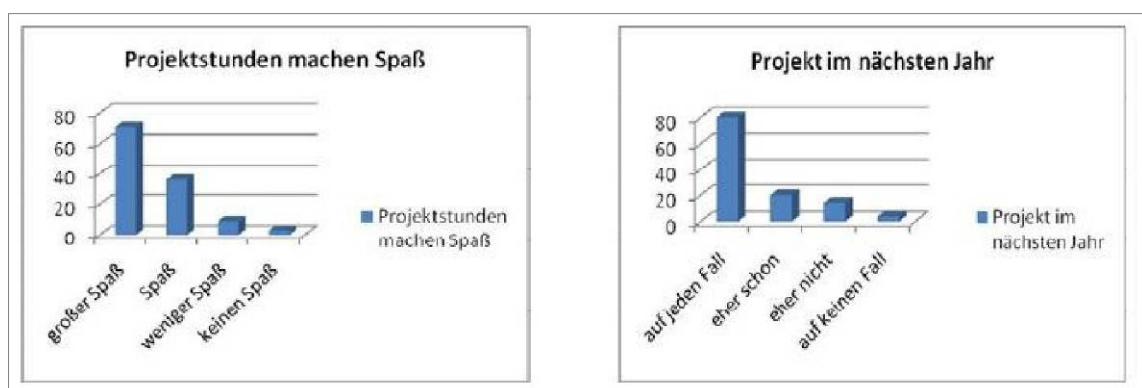 Projektstunden machen Spaß
80
60
40
20
0
großer Spaß
Spaß
weniger Spaß
keinen Spaß
Projektstunden
machen Spaß
Projekt im nächsten Jahr
80
60
40
20
0
auf jeden Fall
eher schon
eher nicht
auf keinen Fall
Projekt im
nächsten Jahr